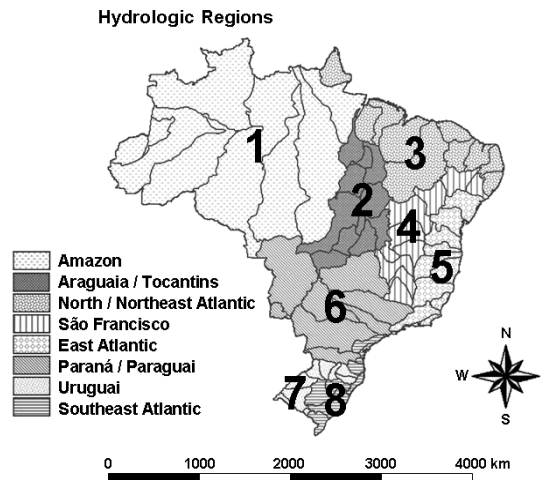 Hydrologic Regions
1
2
3
4
5
6
7
8
Amazon
Araguaia / Tocantins
North / Northeast Atlantic
São Francisco
East Atlantic
Paraná / Paraguai
Uruguai
Southeast Atlantic
N
W
E
S
0 1000 2000 3000 4000 km